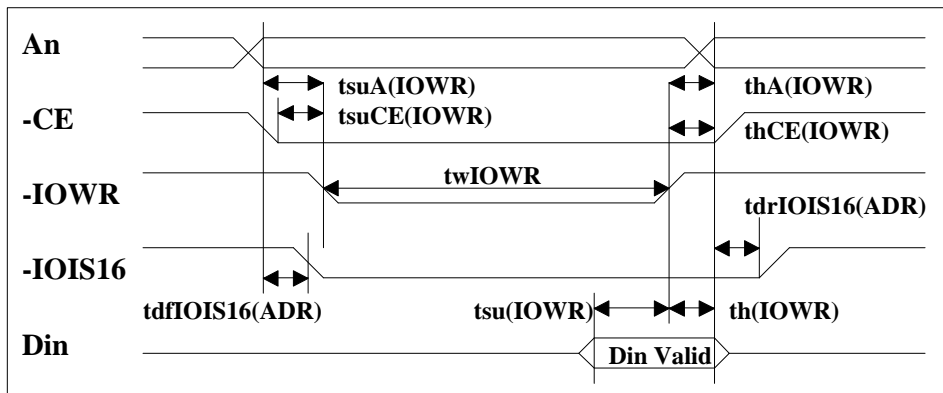 An
tsuA(IOWR)
thA(IOWR)
tsuCE(IOWR)
-CE
thCE(IOWR)
twIOWR
-IOWR
tdrIOIS16(ADR)
-IOIS16
tdfIOIS16(ADR)
tsu(IOWR)
th(IOWR)
Din
Din Valid